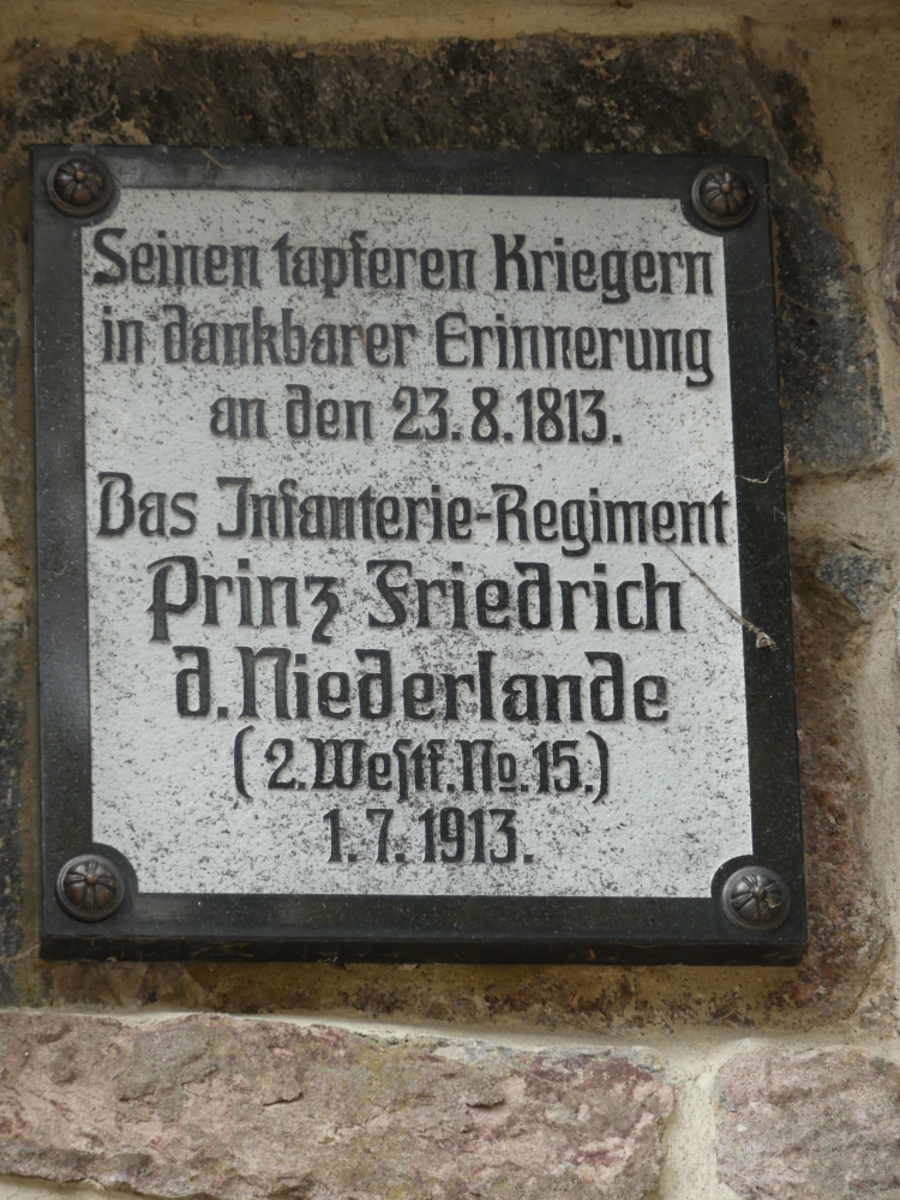 Seinen tapferen Kriegern
in dankbarer Erinnerung
an den 23.8.1813.
Das Infanterie-Regiment
Prinz Friedrich
d. Niederlande
(2. Weſtf. No. 15.)
1.7.1913.